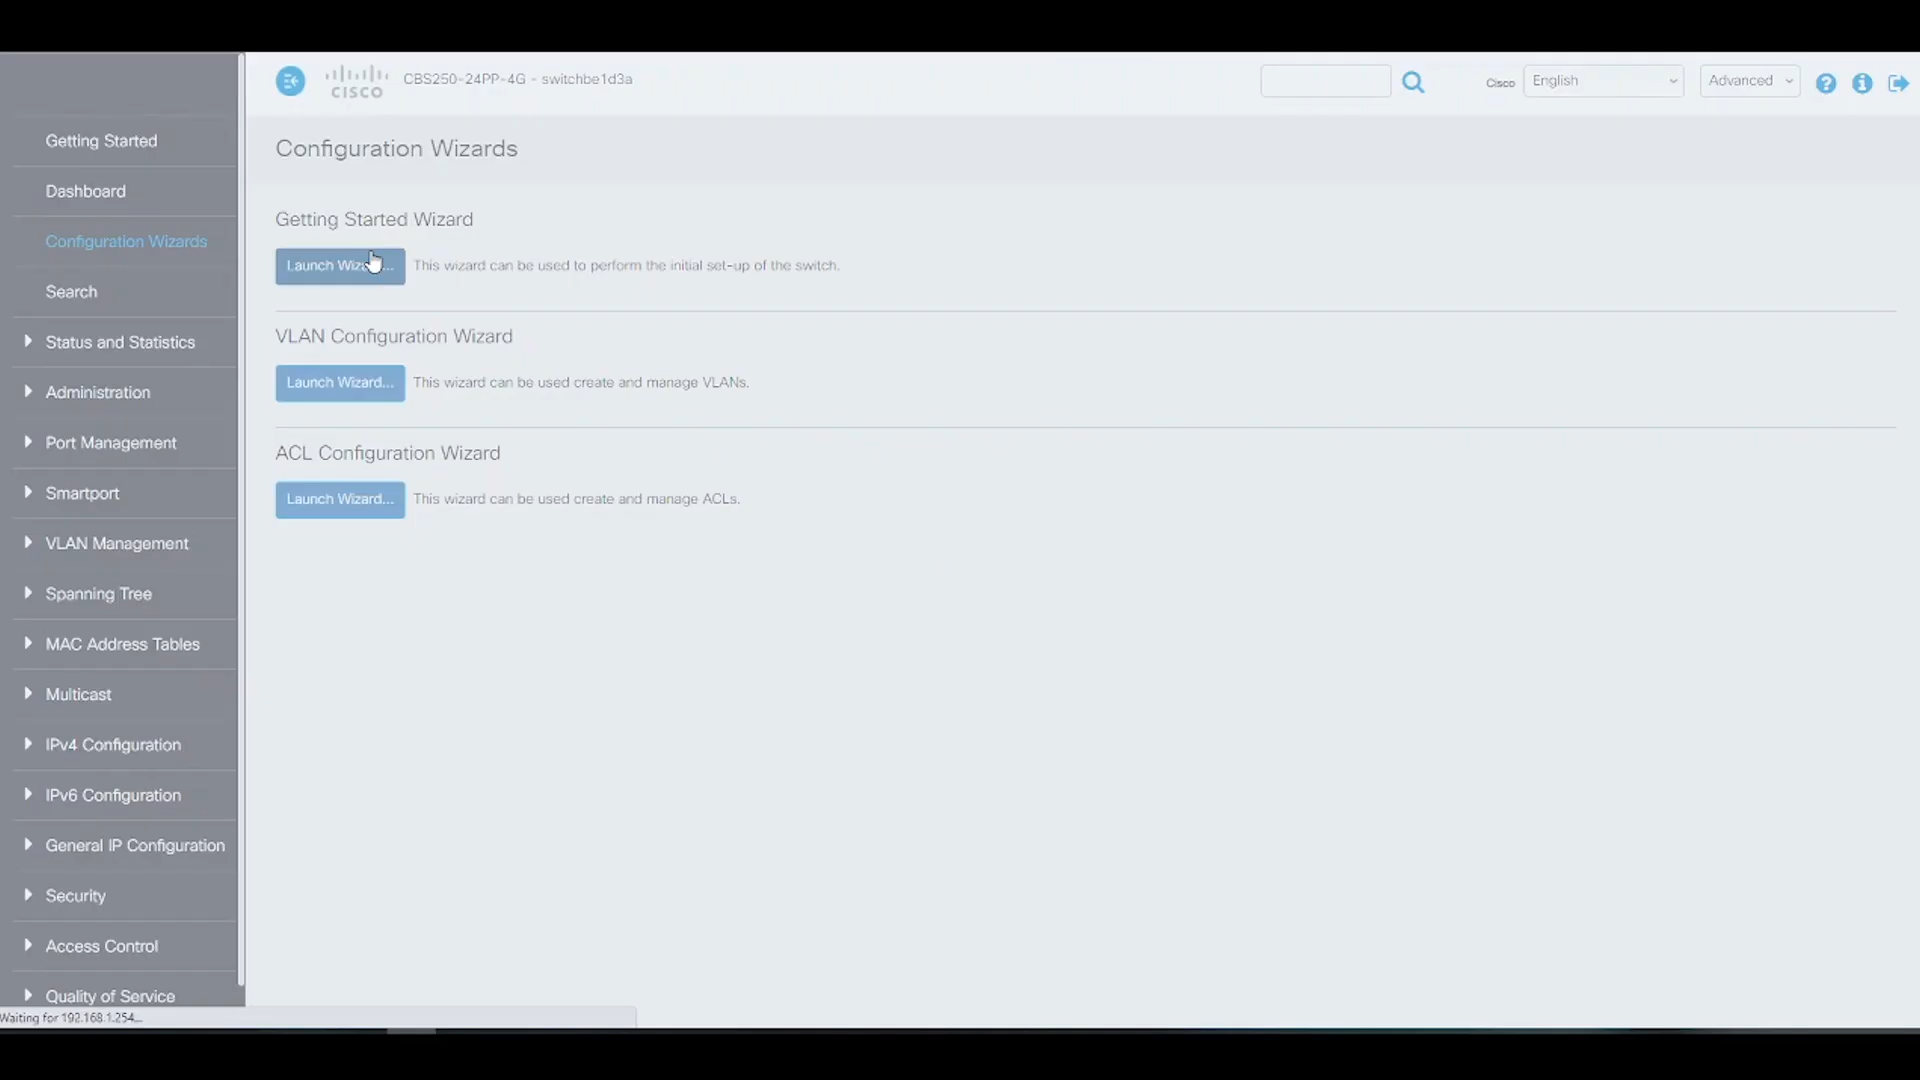 CISCO
CBS250-24PP-4G - switchbe1d3a
Cisco
English
Advanced
Getting Started
Dashboard
Configuration Wizards
Search
Status and Statistics
Administration
Port Management
Smartport
VLAN Management
Spanning Tree
MAC Address Tables
Multicast
IPv4 Configuration
IPv6 Configuration
General IP Configuration
Security
Access Control
Quality of Service
Configuration Wizards
Getting Started Wizard
Launch Wiz... This wizard can be used to perform the initial set-up of the switch.
VLAN Configuration Wizard
Launch Wizard... This wizard can be used create and manage VLANs.
ACL Configuration Wizard
Launch Wizard... This wizard can be used create and manage ACLs.
Waiting for 192.168.1.254...